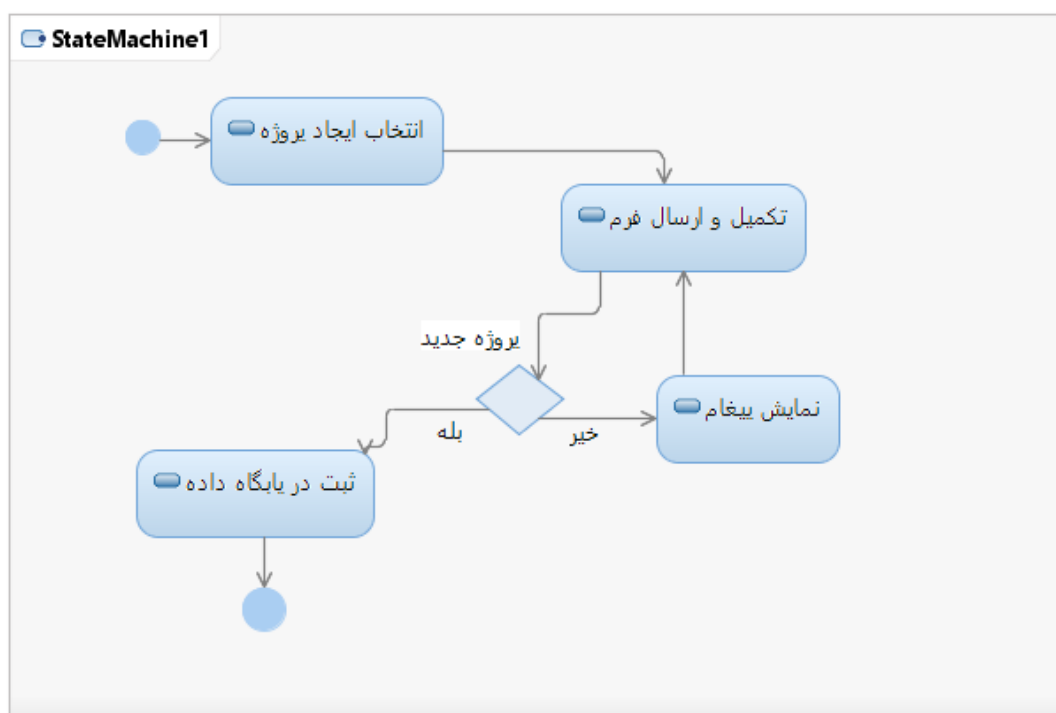 StateMachine1
انتخاب ایجاد پروژه
تکمیل و ارسال فرم
پروژه جدید
نمایش پیغام
خیر
بله
ثبت در پایگاه داده